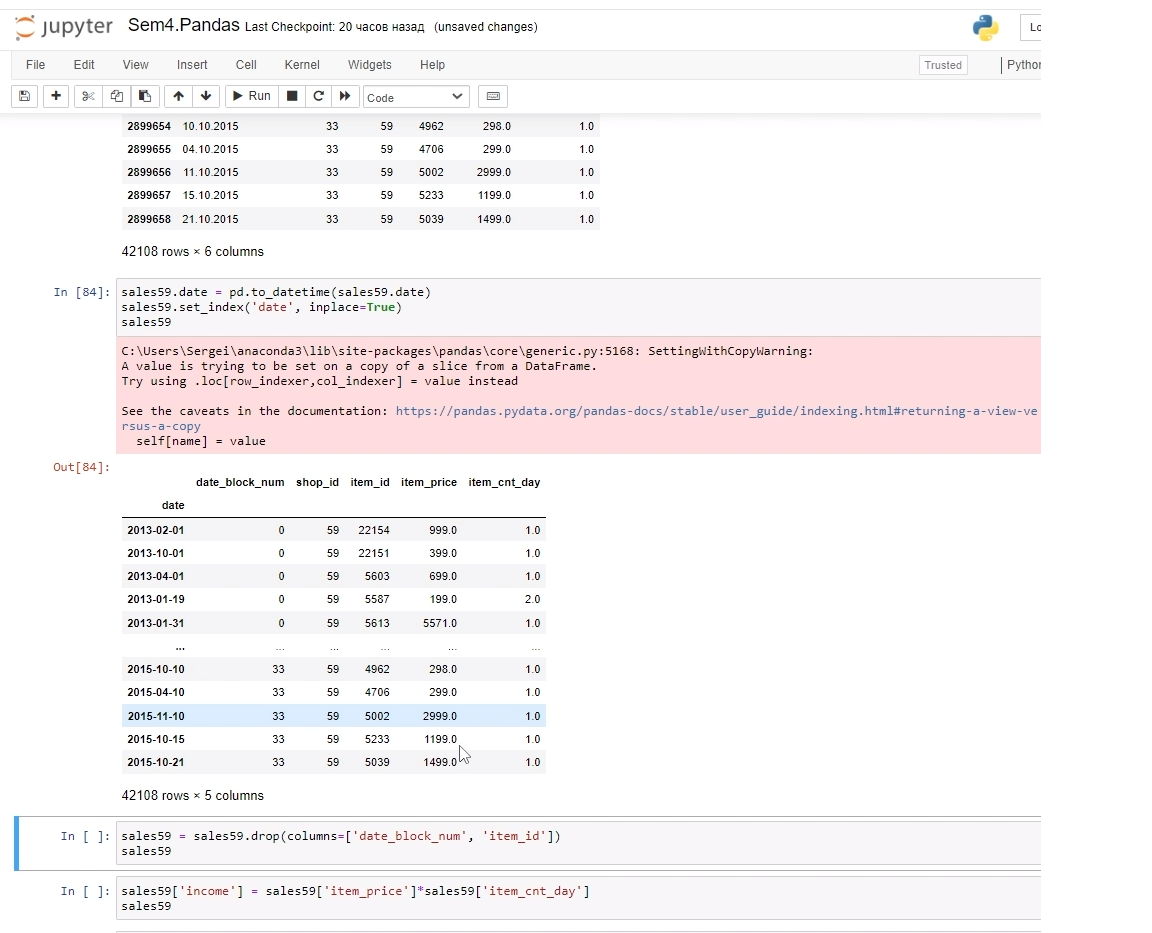 jupyter Sem4.Pandas Last Checkpoint: 20 часов назад (unsaved changes)
File Edit View Insert Cell Kernel Widgets Help Trusted
Run Code
2899654 10.10.2015 33 59 4962 298.0 1.0
2899655 04.10.2015 33 59 4706 299.0 1.0
2899656 11.10.2015 33 59 5002 2999.0 1.0
2899657 15.10.2015 33 59 5233 1199.0 1.0
2899658 21.10.2015 33 59 5039 1499.0 1.0
42108 rows × 6 columns
In [84]: sales59.date = pd.to_datetime(sales59.date)
sales59.set_index('date', inplace=True)
sales59
C:\Users\Sergei\anaconda3\lib\site-packages\pandas\core\generic.py:5168: SettingWithCopyWarning:
A value is trying to be set on a copy of a slice from a DataFrame.
Try using .loc[row_indexer,col_indexer] = value instead
See the caveats in the documentation: https://pandas.pydata.org/pandas-docs/stable/user_guide/indexing.html#returning-a-view-ve
rsus-a-copy
self[name] = value
Out[84]:
date_block_num shop_id item_id item_price item_cnt_day
date
2013-02-01 0 59 22154 999.0 1.0
2013-10-01 0 59 22151 399.0 1.0
2013-04-01 0 59 5603 699.0 1.0
2013-01-19 0 59 5587 199.0 2.0
2013-01-31 0 59 5613 5571.0 1.0
... ... ... ... ... ...
2015-10-10 33 59 4962 298.0 1.0
2015-04-10 33 59 4706 299.0 1.0
2015-11-10 33 59 5002 2999.0 1.0
2015-10-15 33 59 5233 1199.0 1.0
2015-10-21 33 59 5039 1499.0 1.0
42108 rows × 5 columns
In [ ]: sales59 = sales59.drop(columns=['date_block_num', 'item_id'])
sales59
In [ ]: sales59['income'] = sales59['item_price']*sales59['item_cnt_day']
sales59